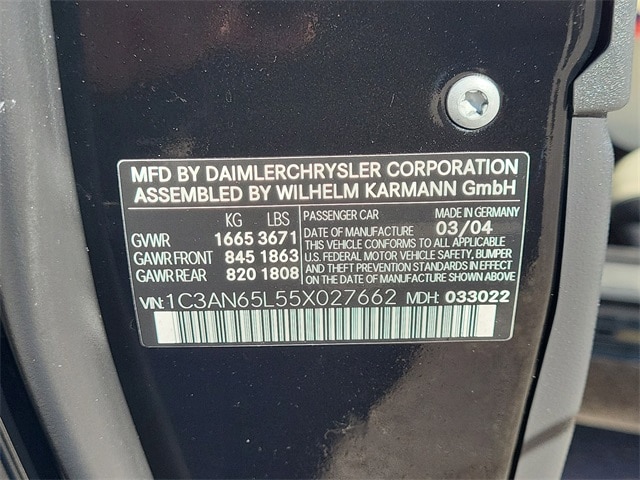 MFD BY DAIMLERCHRYSLER CORPORATION
ASSEMBLED BY WILHELM KARMANN GmbH
KG LBS
GVWR 1665 3671
GAWR FRONT 845 1863
GAWR REAR 820 1808
PASSENGER CAR MADE IN GERMANY
DATE OF MANUFACTURE 03/04
THIS VEHICLE CONFORMS TO ALL APPLICABLE
U.S. FEDERAL MOTOR VEHICLE SAFETY, BUMPER
AND THEFT PREVENTION STANDARDS IN EFFECT
ON THE DATE OF MANUFACTURE SHOWN ABOVE
VIN: 1C3AN65L55X027662 MDH: 033022